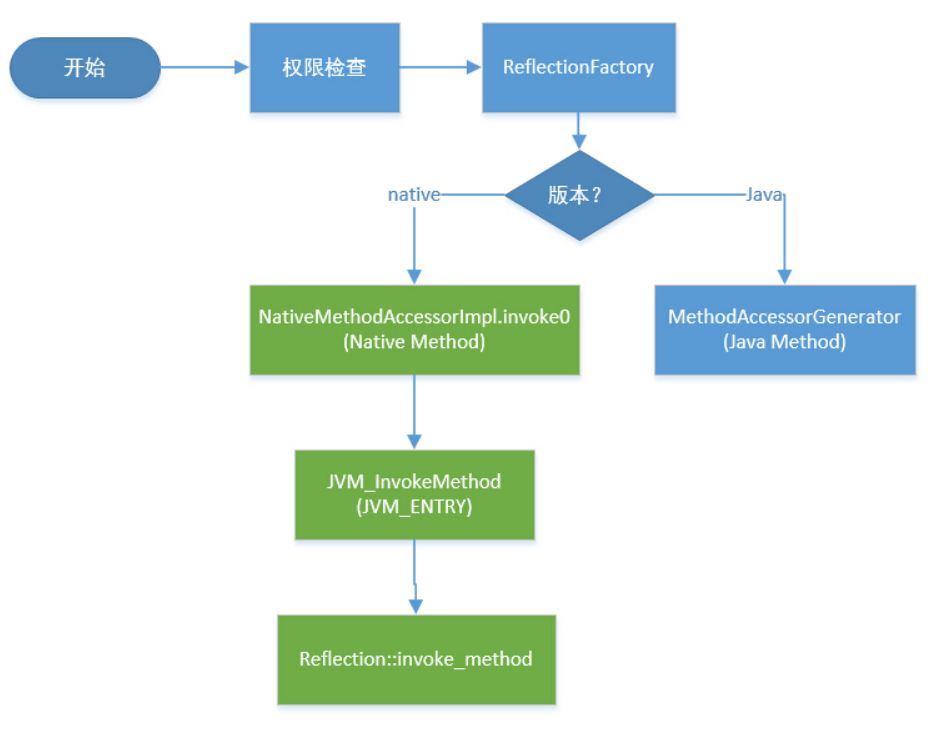 开始
权限检查
ReflectionFactory
版本?
native
Java
NativeMethodAccessorImpl.invoke0
(Native Method)
MethodAccessorGenerator
(Java Method)
JVM_InvokeMethod
(JVM_ENTRY)
Reflection::invoke_method